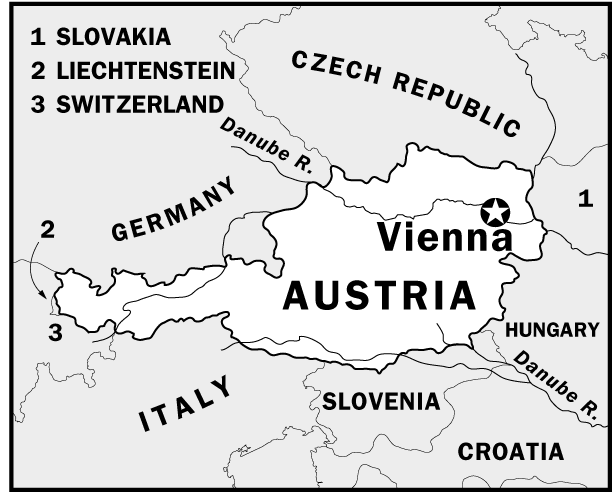 1 SLOVAKIA
2 LIECHTENSTEIN
3 SWITZERLAND
CZECH REPUBLIC
Danube R.
GERMANY
1
2
Vienna
AUSTRIA
3
HUNGARY
Danube R.
ITALY
SLOVENIA
CROATIA